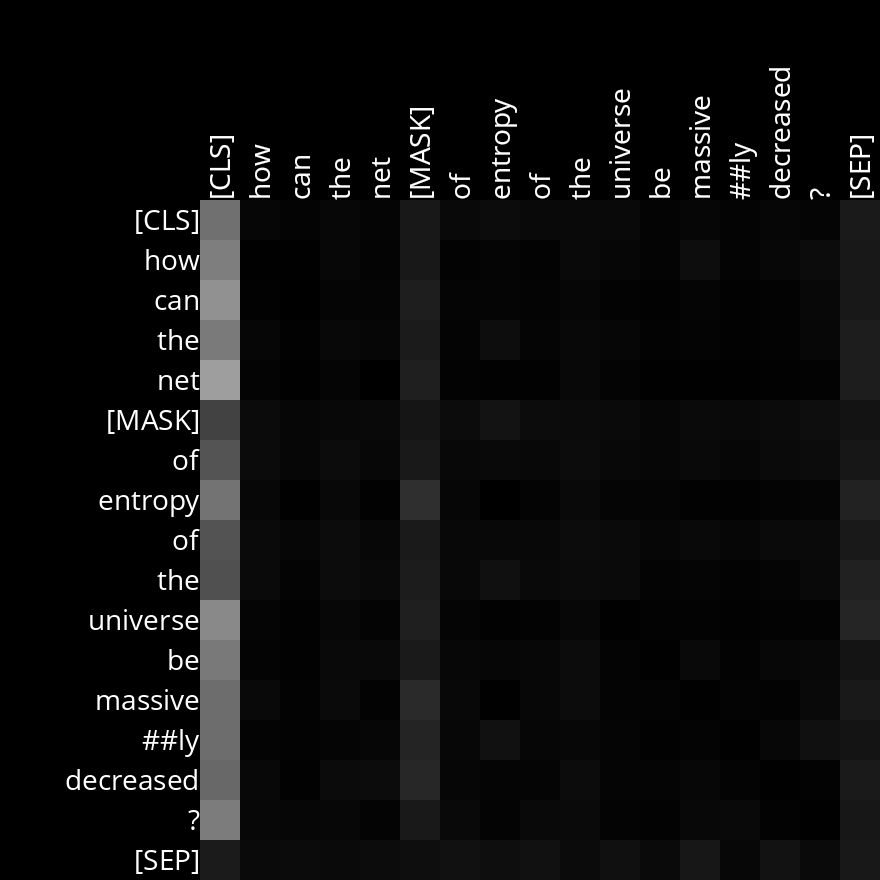 [CLS] how can the net [MASK] of entropy of the universe be massive ##ly decreased ? [SEP]
[CLS]
how
can
the
net
[MASK]
of
entropy
of
the
universe
be
massive
##ly
decreased
?
[SEP]